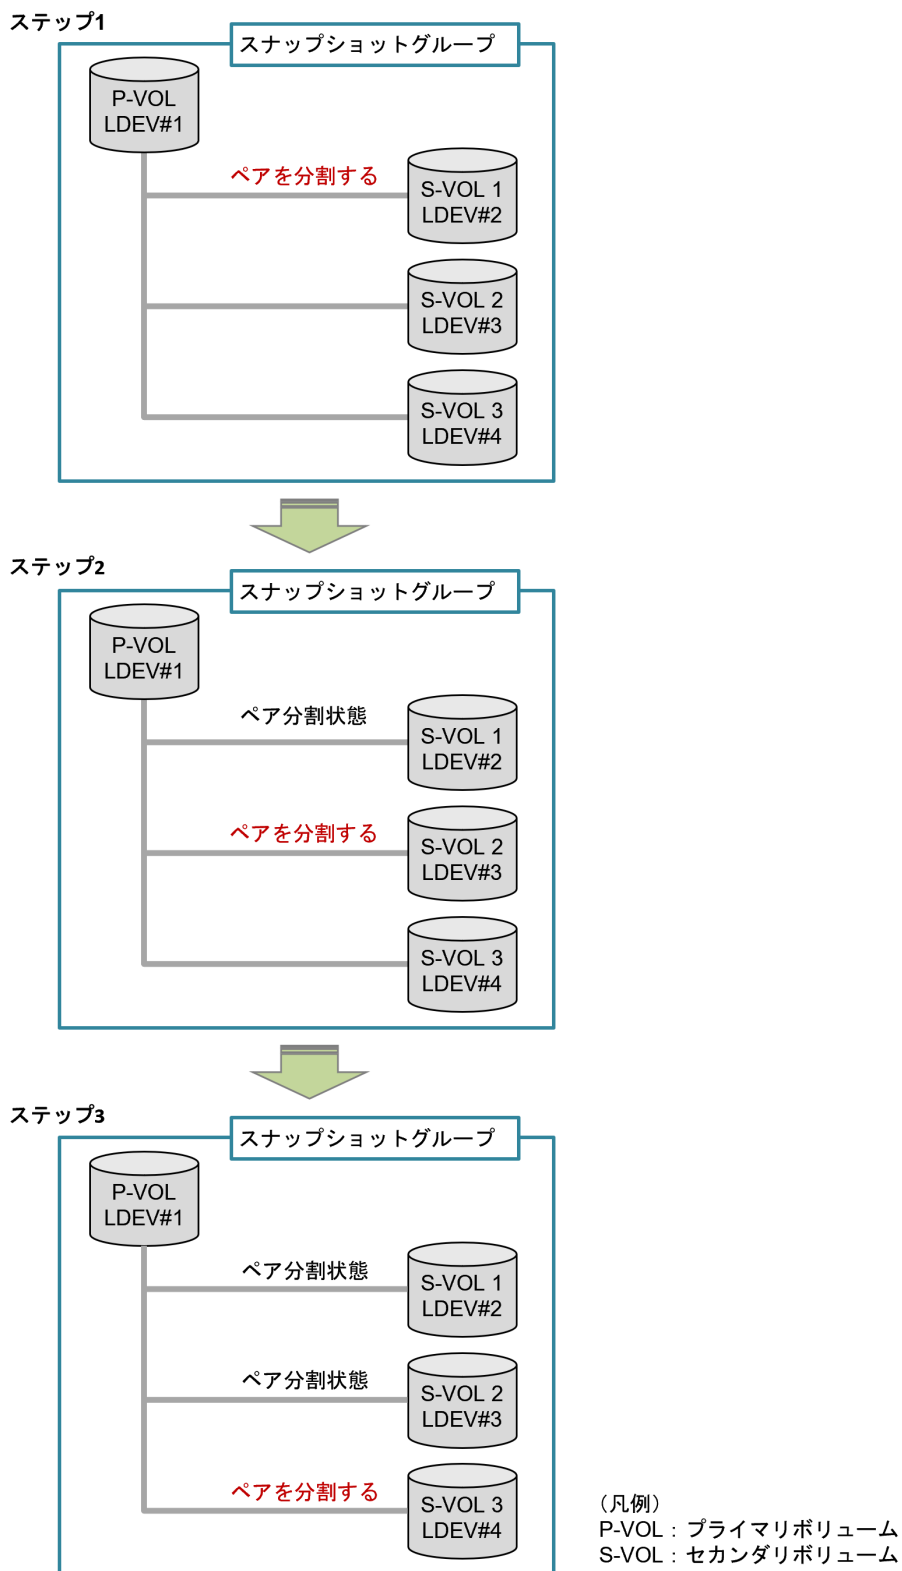 ステップ1
スナップショットグループ
P-VOL
LDEV#1
ペアを分割する
S-VOL 1
LDEV#2
S-VOL 2
LDEV#3
S-VOL 3
LDEV#4
ステップ2
スナップショットグループ
P-VOL
LDEV#1
ペア分割状態
S-VOL 1
LDEV#2
ペアを分割する
S-VOL 2
LDEV#3
S-VOL 3
LDEV#4
ステップ3
スナップショットグループ
P-VOL
LDEV#1
ペア分割状態
S-VOL 1
LDEV#2
ペア分割状態
S-VOL 2
LDEV#3
ペアを分割する
S-VOL 3
LDEV#4
（凡例）
P-VOL：プライマリボリューム
S-VOL：セカンダリボリューム